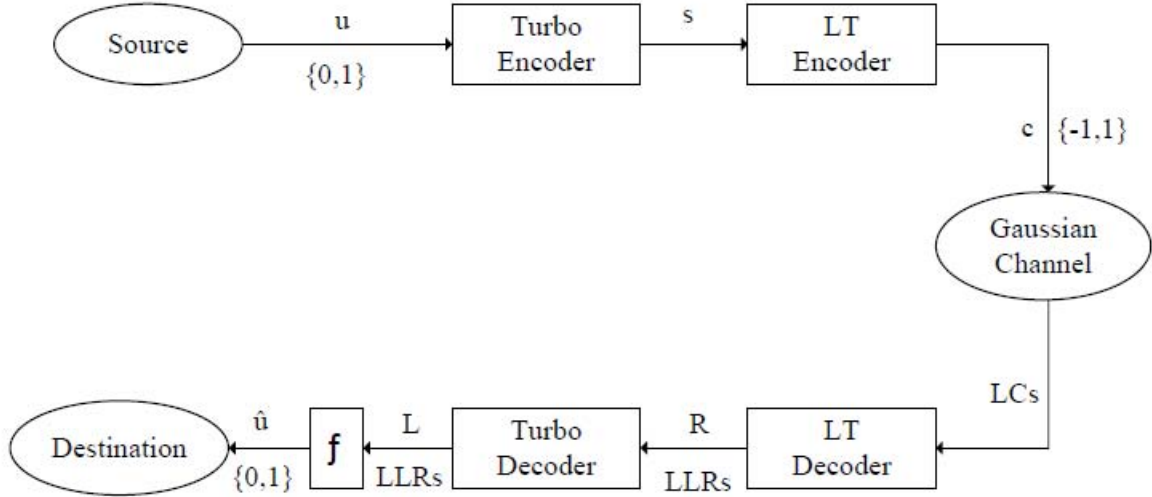 Source
u
{0,1}
Turbo
Encoder
s
LT
Encoder
c
{-1,1}
Gaussian
Channel
LCs
LT
Decoder
R
LLRs
Turbo
Decoder
L
LLRs
ƒ
û
{0,1}
Destination